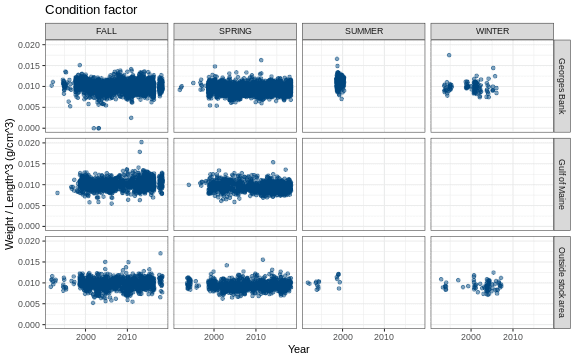 Condition factor
FALL SPRING SUMMER WINTER
0.020
0.015
0.010
0.005
0.000
Georges Bank
0.020
0.015
0.010
0.005
0.000
Gulf of Maine
0.020
0.015
0.010
0.005
0.000
Outside stock area
Weight / Length^3 (g/cm^3)
2000 2010 2000 2010 2000 2010 2000 2010
Year